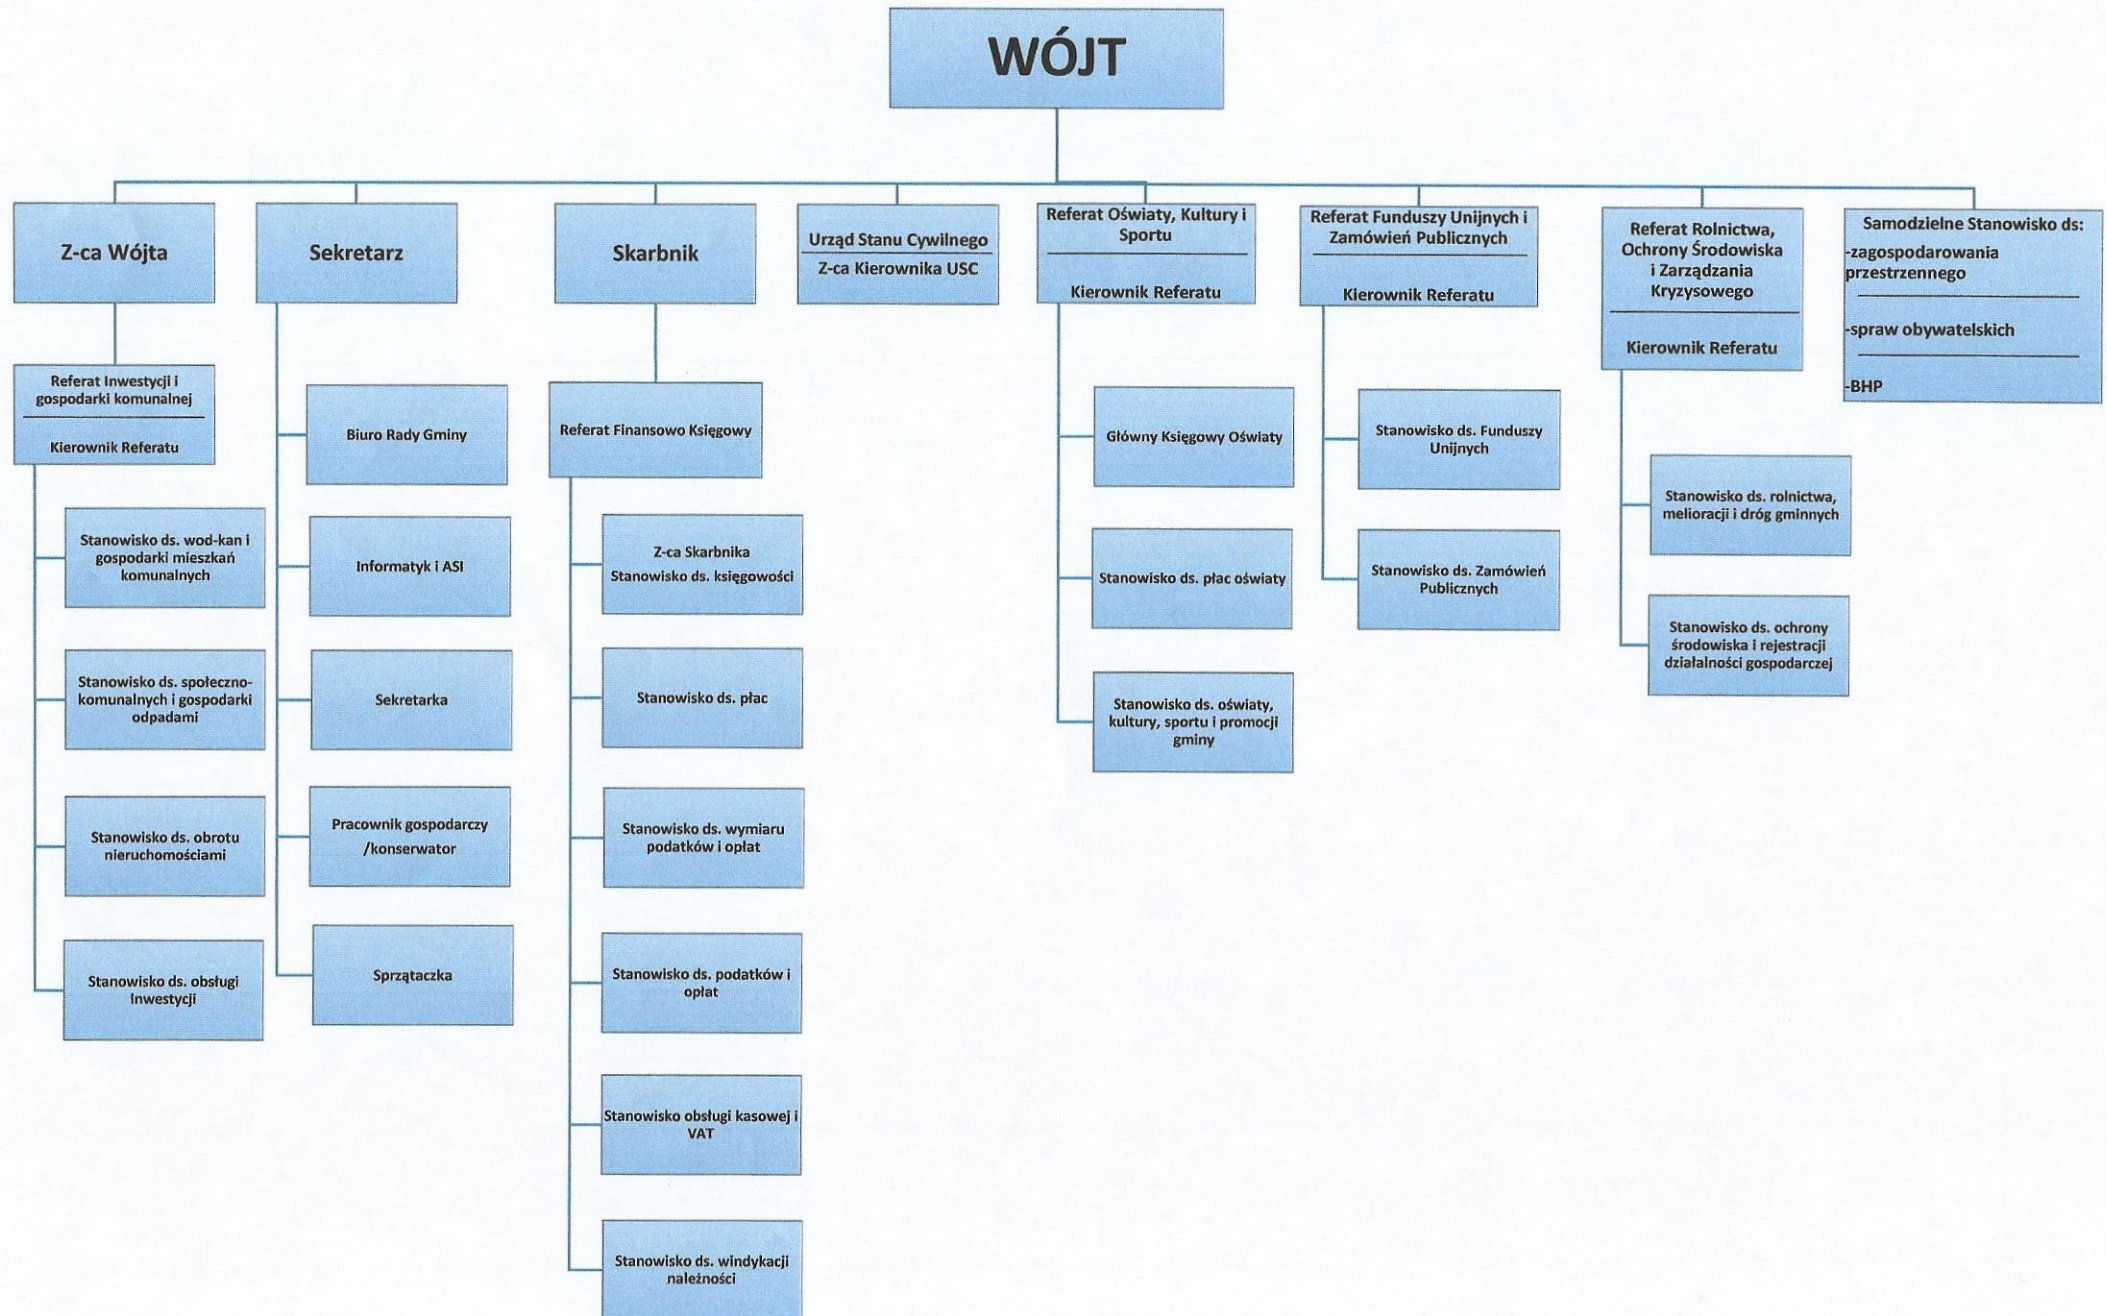 WÓJT
Z-ca Wójta
Sekretarz
Skarbnik
Urząd Stanu Cywilnego
Z-ca Kierownika USC
Referat Oświaty, Kultury i
Sportu
Kierownik Referatu
Referat Funduszy Unijnych i
Zamówień Publicznych
Kierownik Referatu
Referat Rolnictwa,
Ochrony Środowiska
i Zarządzania
Kryzysowego
Kierownik Referatu
Samodzielne Stanowisko ds:
-zagospodarowania
przestrzennego
-spraw obywatelskich
-BHP
Referat Inwestycji i
gospodarki komunalnej
Kierownik Referatu
Stanowisko ds. wod-kan i
gospodarki mieszkań
komunalnych
Stanowisko ds. społeczno-
komunalnych i gospodarki
odpadami
Stanowisko ds. obrotu
nieruchomościami
Stanowisko ds. obsługi
Inwestycji
Biuro Rady Gminy
Informatyk i ASI
Sekretarka
Pracownik gospodarczy
/konserwator
Sprzątaczka
Referat Finansowo Księgowy
Z-ca Skarbnika
Stanowisko ds. księgowości
Stanowisko ds. płac
Stanowisko ds. wymiaru
podatków i opłat
Stanowisko ds. podatków i
opłat
Stanowisko obsługi kasowej i
VAT
Stanowisko ds. windykacji
należności
Główny Księgowy Oświaty
Stanowisko ds. płac oświaty
Stanowisko ds. oświaty,
kultury, sportu i promocji
gminy
Stanowisko ds. Funduszy
Unijnych
Stanowisko ds. Zamówień
Publicznych
Stanowisko ds. rolnictwa,
melioracji i dróg gminnych
Stanowisko ds. ochrony
środowiska i rejestracji
działalności gospodarczej